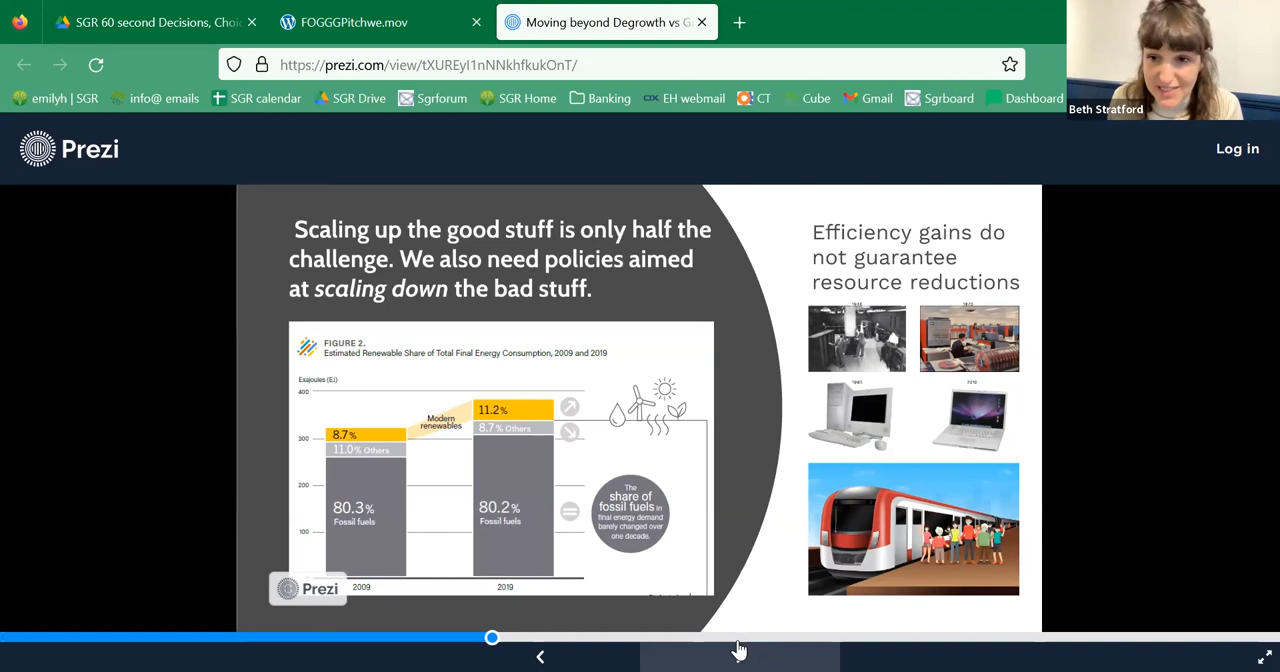 SGR 60 second Decisions, Choi
FOGGGPitchwe.mov
Moving beyond Degrowth vs G
https://prezi.com/view/tXUREyI1nNNkhfkukOnT/
emilyh | SGR
info@ emails
SGR calendar
SGR Drive
Sgrforum
SGR Home
Banking
EH webmail
CT
Cube
Gmail
Sgrboard
Dashboard
Beth Stratford
Prezi
Log in
Scaling up the good stuff is only half the
challenge. We also need policies aimed
at scaling down the bad stuff.
FIGURE 2.
Estimated Renewable Share of Total Final Energy Consumption, 2009 and 2019
Exajoules (EJ)
400
300
200
100
8.7%
11.0% Others
80.3%
Fossil fuels
Modern
renewables
11.2%
8.7% Others
80.2%
Fossil fuels
The
share of
fossil fuels in
final energy demand
barely changed over
one decade.
2009
2019
Prezi
Efficiency gains do
not guarantee
resource reductions